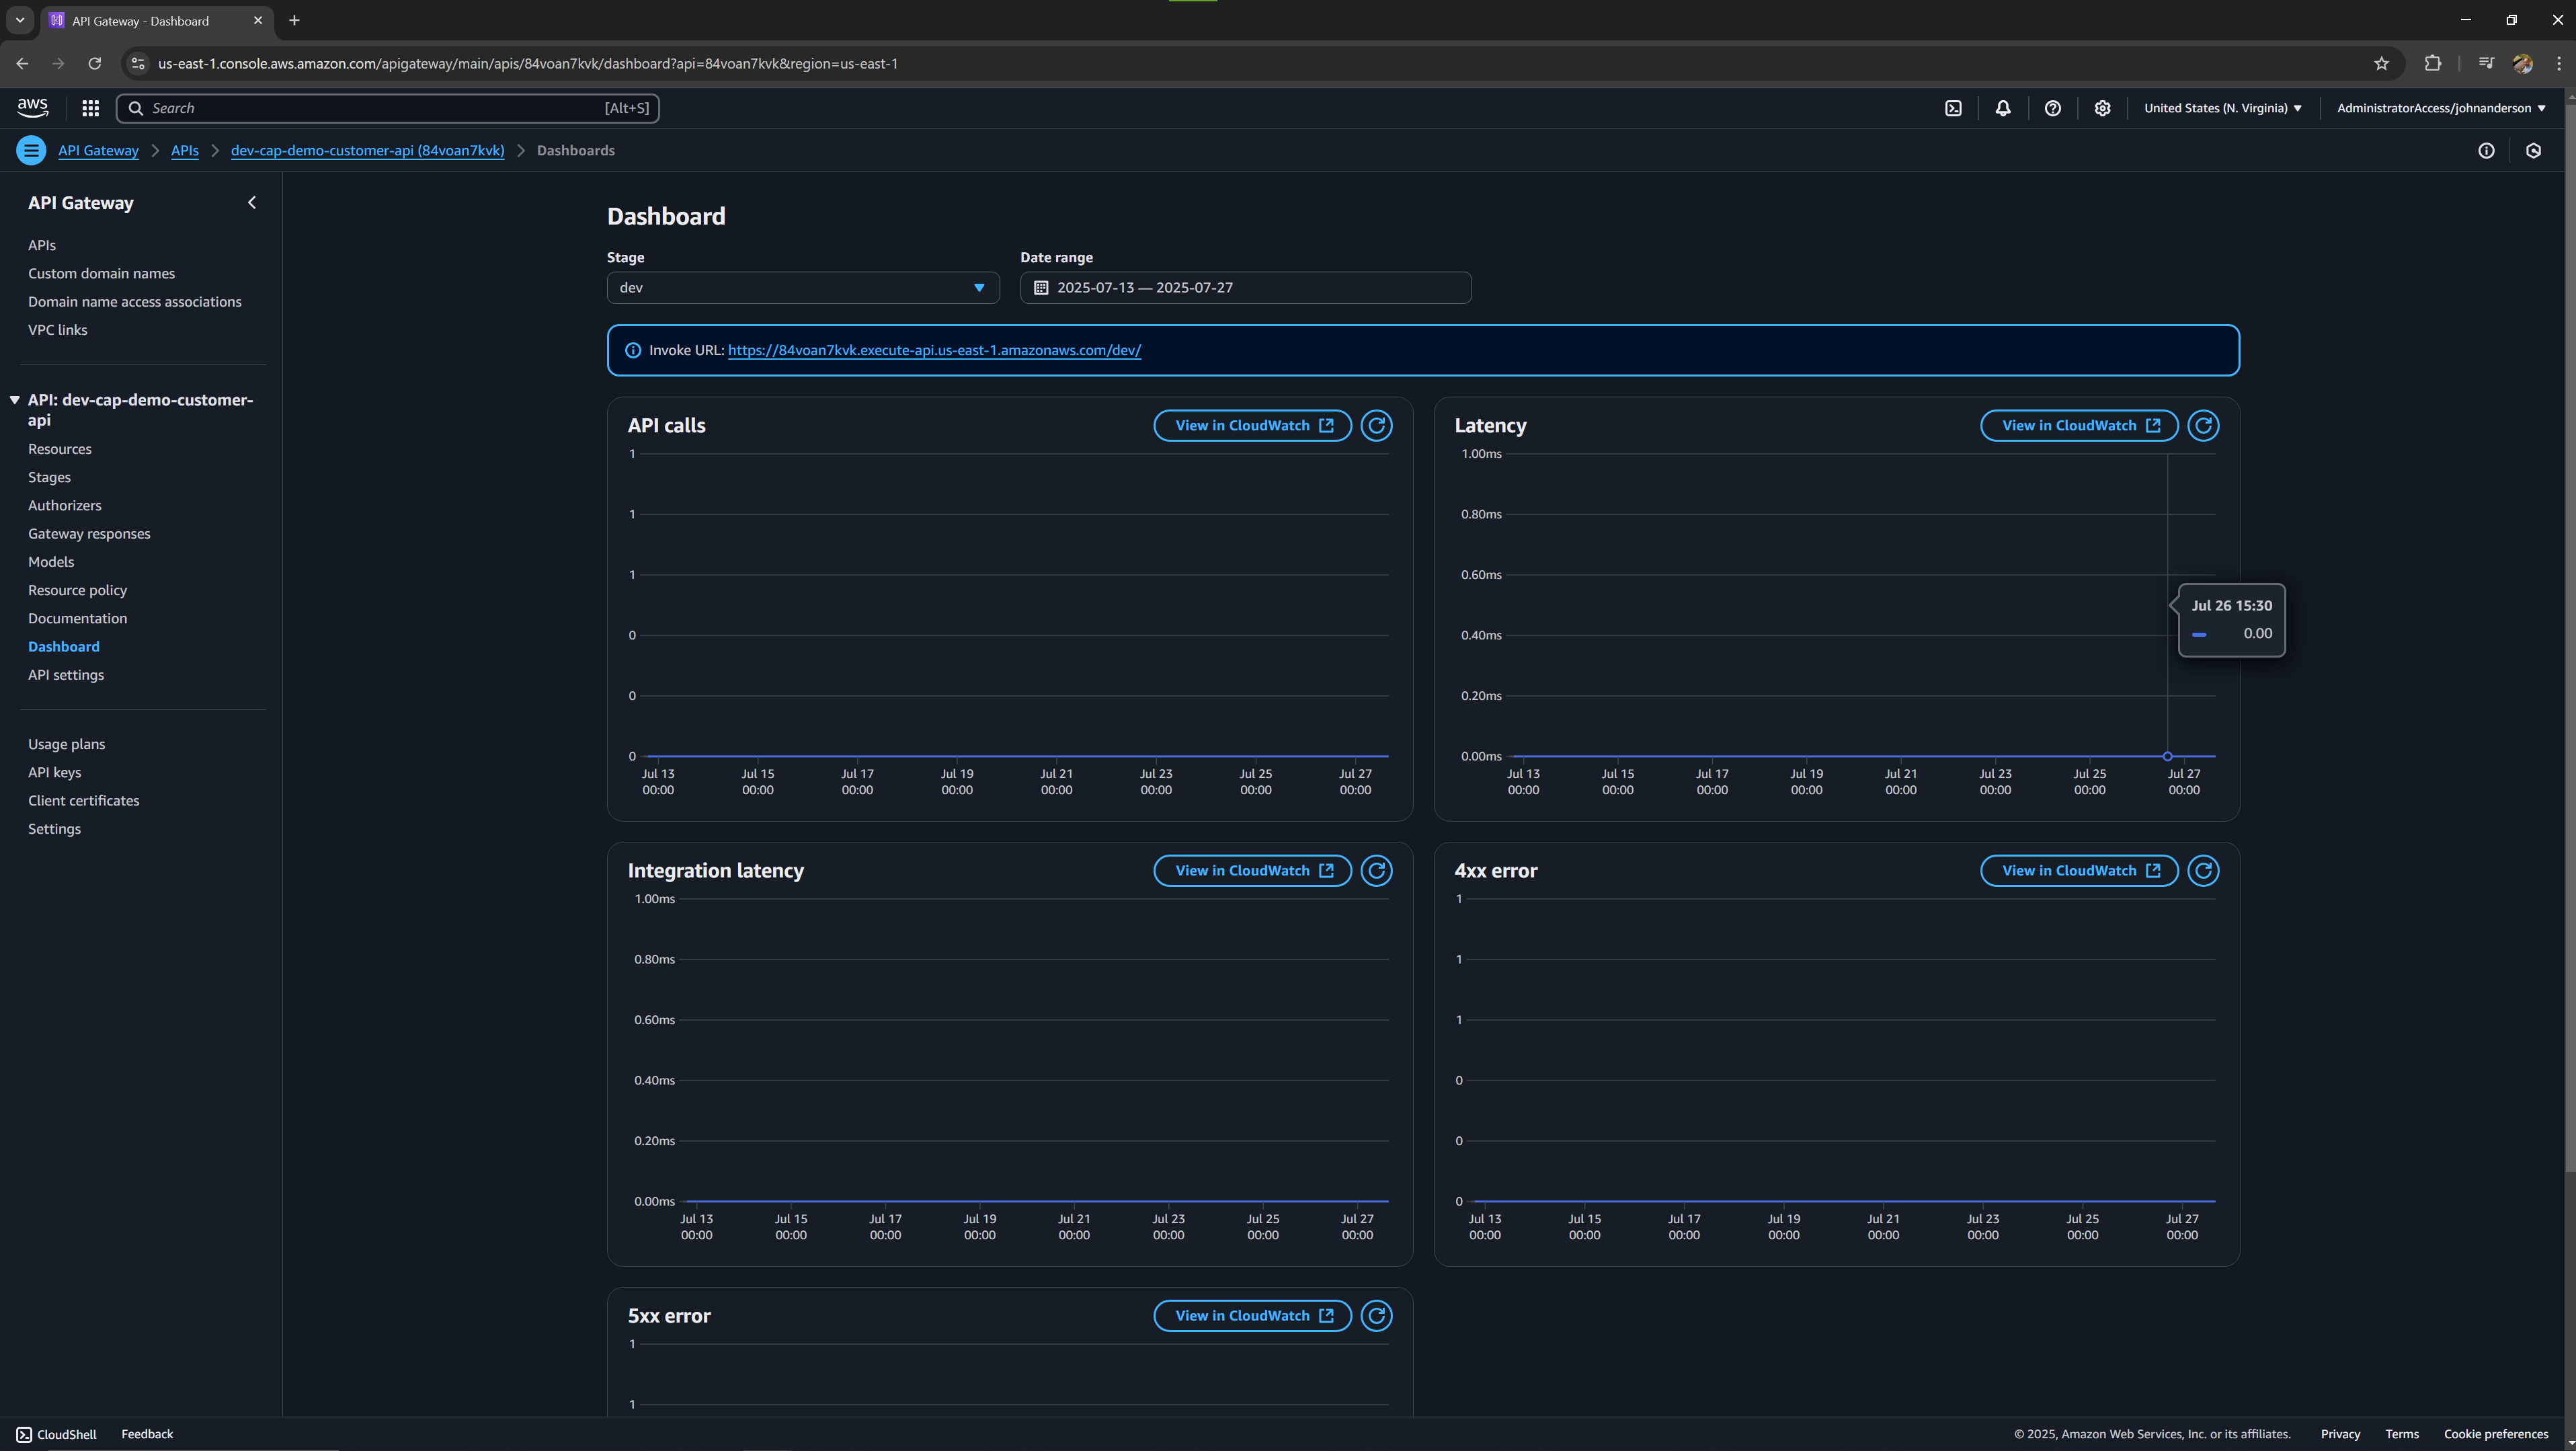 API Gateway - Dashboard
us-east-1.console.aws.amazon.com/apigateway/main/apis/84voan7kvk/dashboard?api=84voan7kvk&region=us-east-1
aws
Search
[Alt+S]
United States (N. Virginia)
AdministratorAccess/johnanderson
API Gateway
APIs
dev-cap-demo-customer-api (84voan7kvk)
Dashboards
API Gateway
APIs
Custom domain names
Domain name access associations
VPC links
API: dev-cap-demo-customer-
api
Resources
Stages
Authorizers
Gateway responses
Models
Resource policy
Documentation
Dashboard
API settings
Usage plans
API keys
Client certificates
Settings
Dashboard
Stage
dev
Date range
2025-07-13 — 2025-07-27
Invoke URL: https://84voan7kvk.execute-api.us-east-1.amazonaws.com/dev/
API calls
View in CloudWatch
1
1
1
0
0
0
Jul 13 Jul 15 Jul 17 Jul 19 Jul 21 Jul 23 Jul 25 Jul 27
00:00 00:00 00:00 00:00 00:00 00:00 00:00 00:00
Latency
View in CloudWatch
1.00ms
0.80ms
0.60ms
0.40ms
0.20ms
0.00ms
Jul 26 15:30
0.00
Jul 13 Jul 15 Jul 17 Jul 19 Jul 21 Jul 23 Jul 25 Jul 27
00:00 00:00 00:00 00:00 00:00 00:00 00:00 00:00
Integration latency
View in CloudWatch
1.00ms
0.80ms
0.60ms
0.40ms
0.20ms
0.00ms
Jul 13 Jul 15 Jul 17 Jul 19 Jul 21 Jul 23 Jul 25 Jul 27
00:00 00:00 00:00 00:00 00:00 00:00 00:00 00:00
4xx error
View in CloudWatch
1
1
1
0
0
0
Jul 13 Jul 15 Jul 17 Jul 19 Jul 21 Jul 23 Jul 25 Jul 27
00:00 00:00 00:00 00:00 00:00 00:00 00:00 00:00
5xx error
View in CloudWatch
1
1
CloudShell
Feedback
© 2025, Amazon Web Services, Inc. or its affiliates.
Privacy
Terms
Cookie preferences